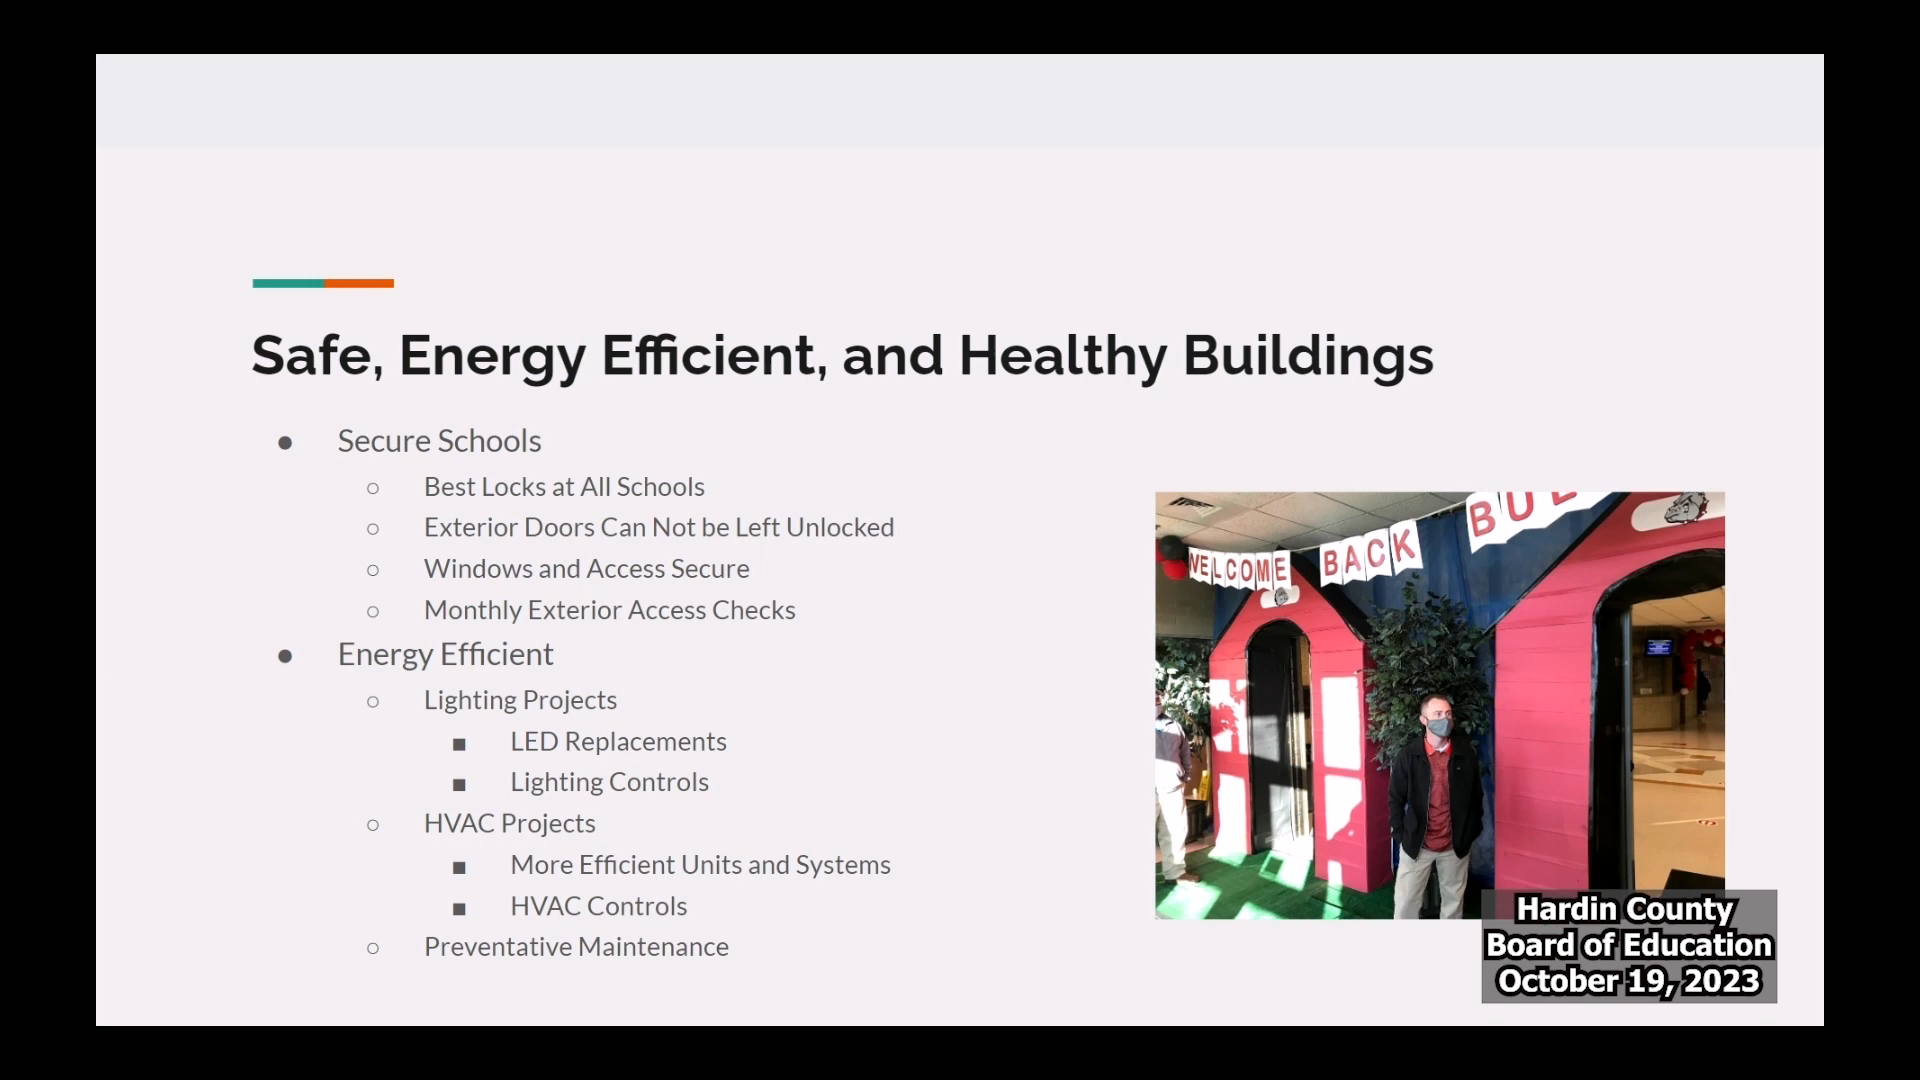 Safe, Energy Efficient, and Healthy Buildings
● Secure Schools
○ Best Locks at All Schools
○ Exterior Doors Can Not be Left Unlocked
○ Windows and Access Secure
○ Monthly Exterior Access Checks
● Energy Efficient
○ Lighting Projects
■ LED Replacements
■ Lighting Controls
○ HVAC Projects
■ More Efficient Units and Systems
■ HVAC Controls
○ Preventative Maintenance
WELCOME BACK BUL
Hardin County
Board of Education
October 19, 2023